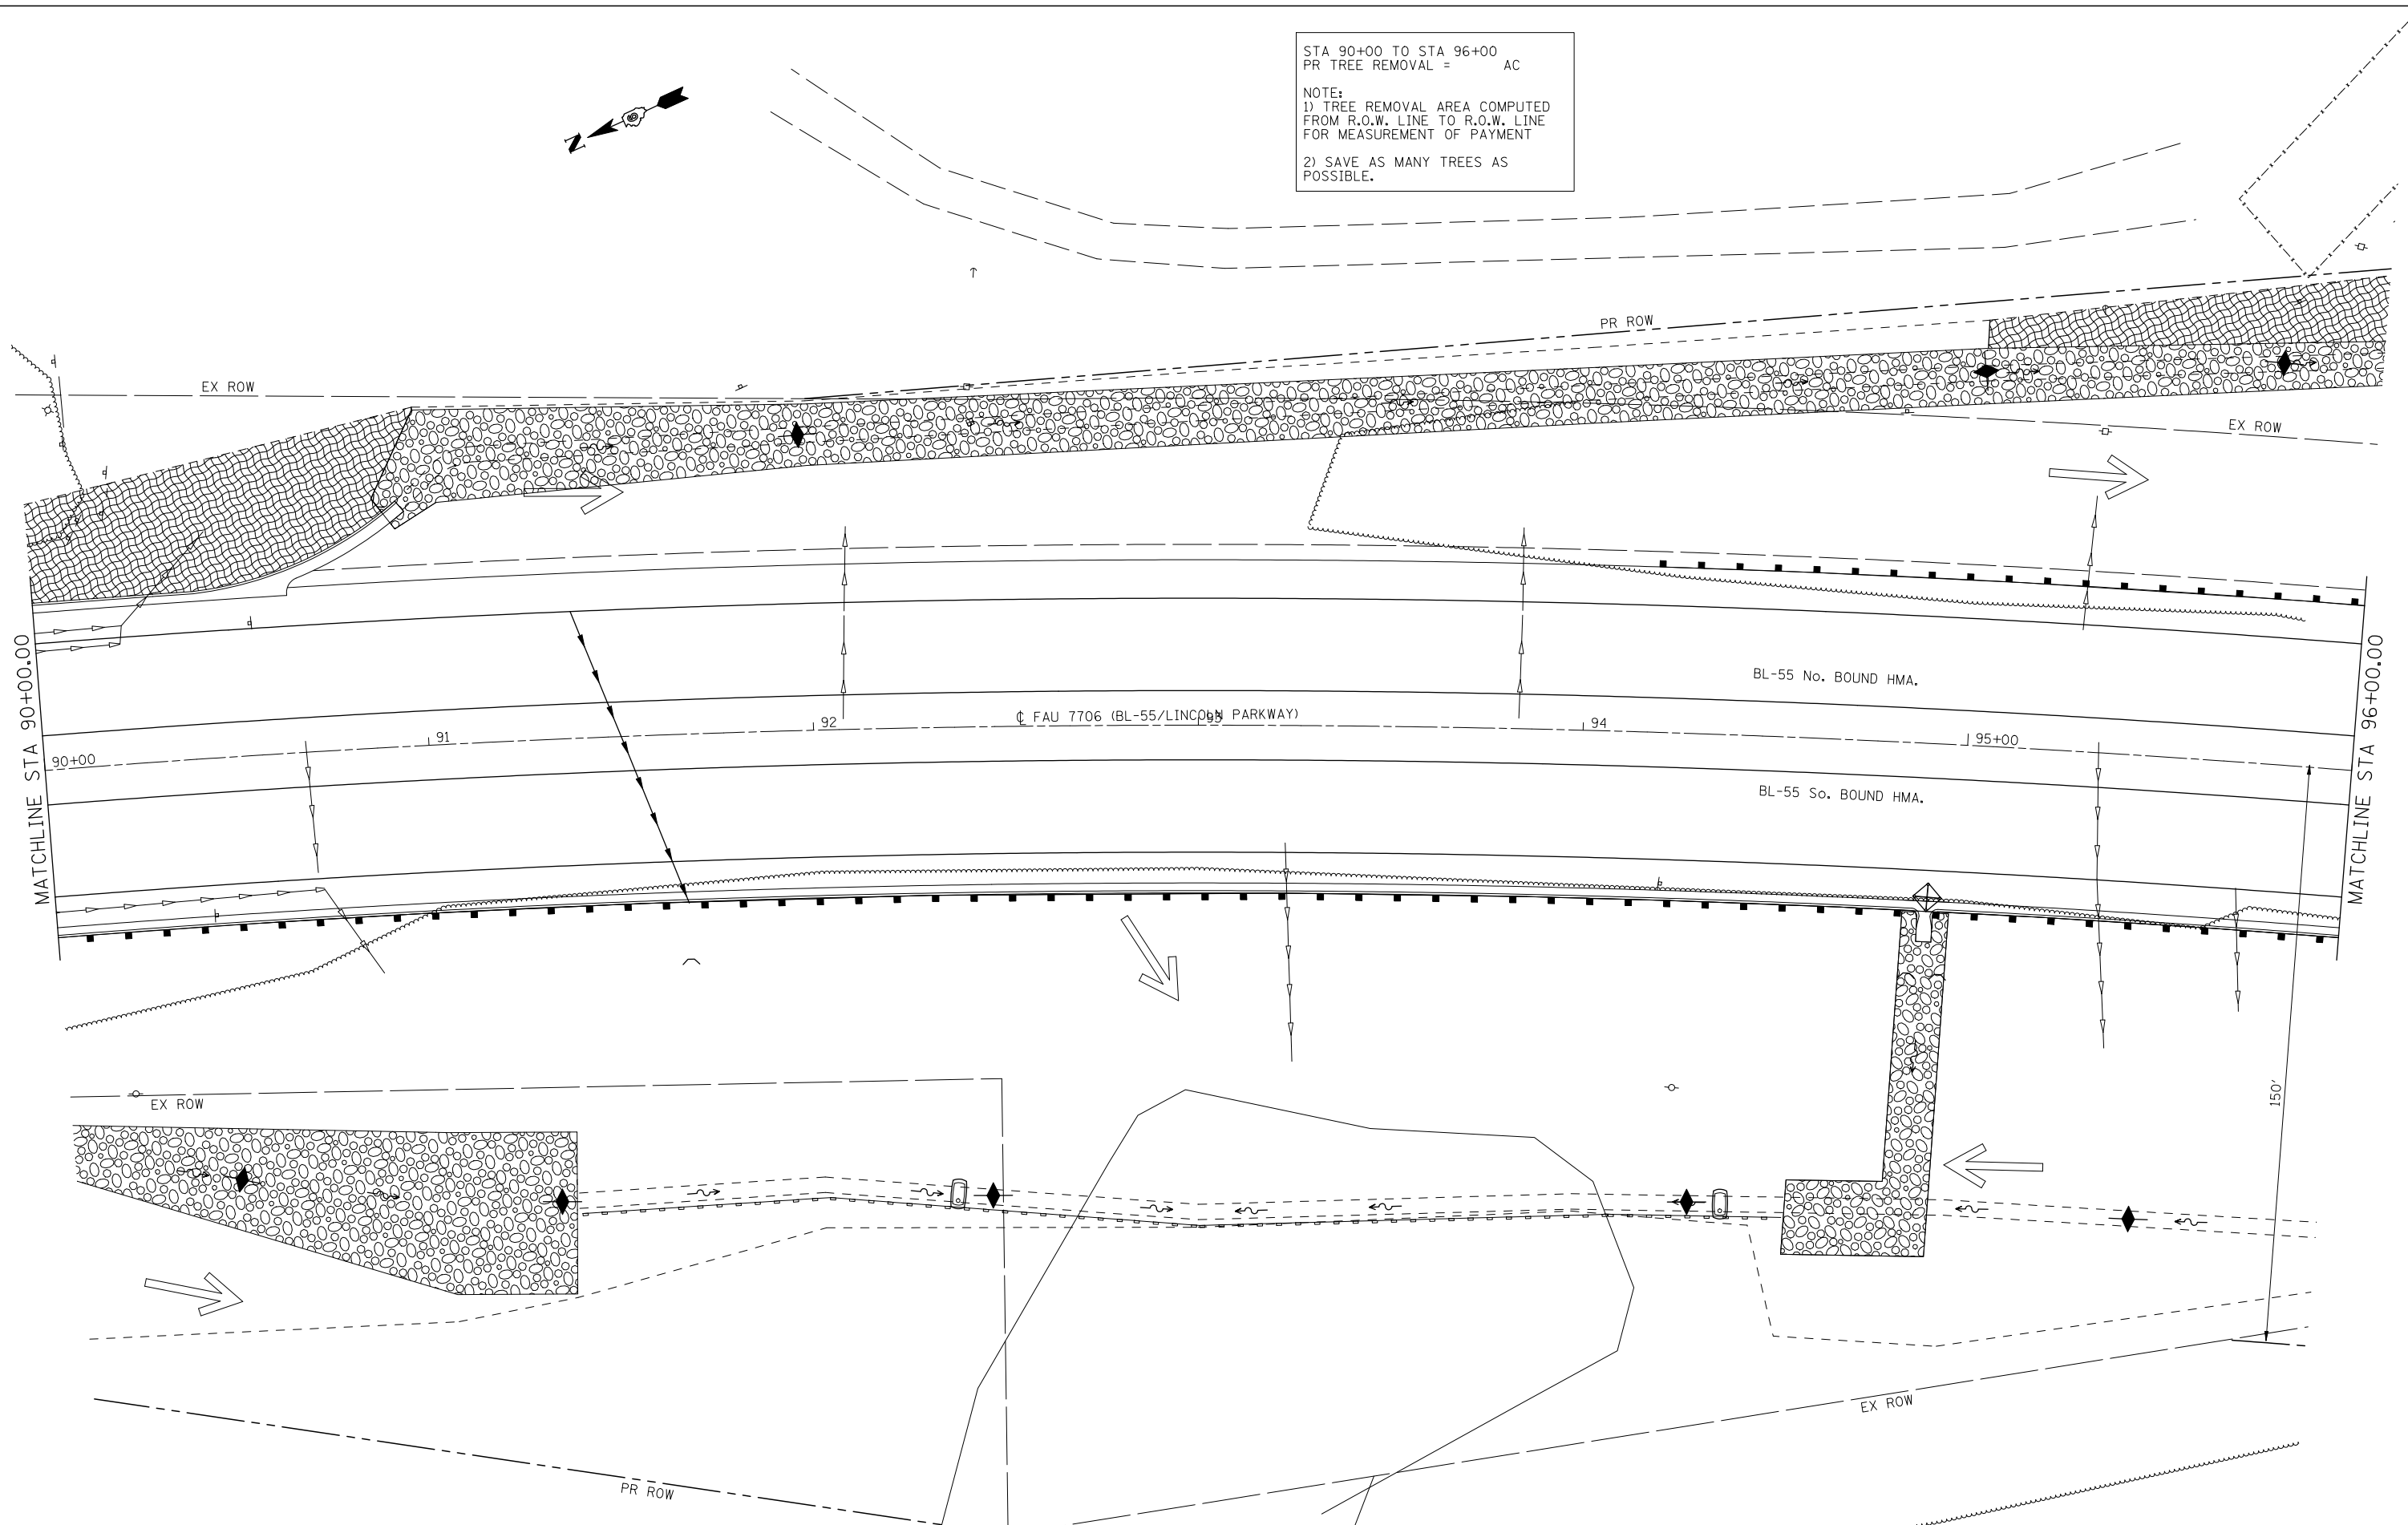 STA 90+00 TO STA 96+00
PR TREE REMOVAL = AC
NOTE:
1) TREE REMOVAL AREA COMPUTED
FROM R.O.W. LINE TO R.O.W. LINE
FOR MEASUREMENT OF PAYMENT
2) SAVE AS MANY TREES AS
POSSIBLE.
N
PR ROW
EX ROW
EX ROW
MATCHLINE STA 90+00.00
MATCHLINE STA 96+00.00
BL-55 No. BOUND HMA.
℄ FAU 7706 (BL-55/LINCOLN PARKWAY)
90+00
91
92
93
94
95+00
BL-55 So. BOUND HMA.
150'
EX ROW
EX ROW
PR ROW